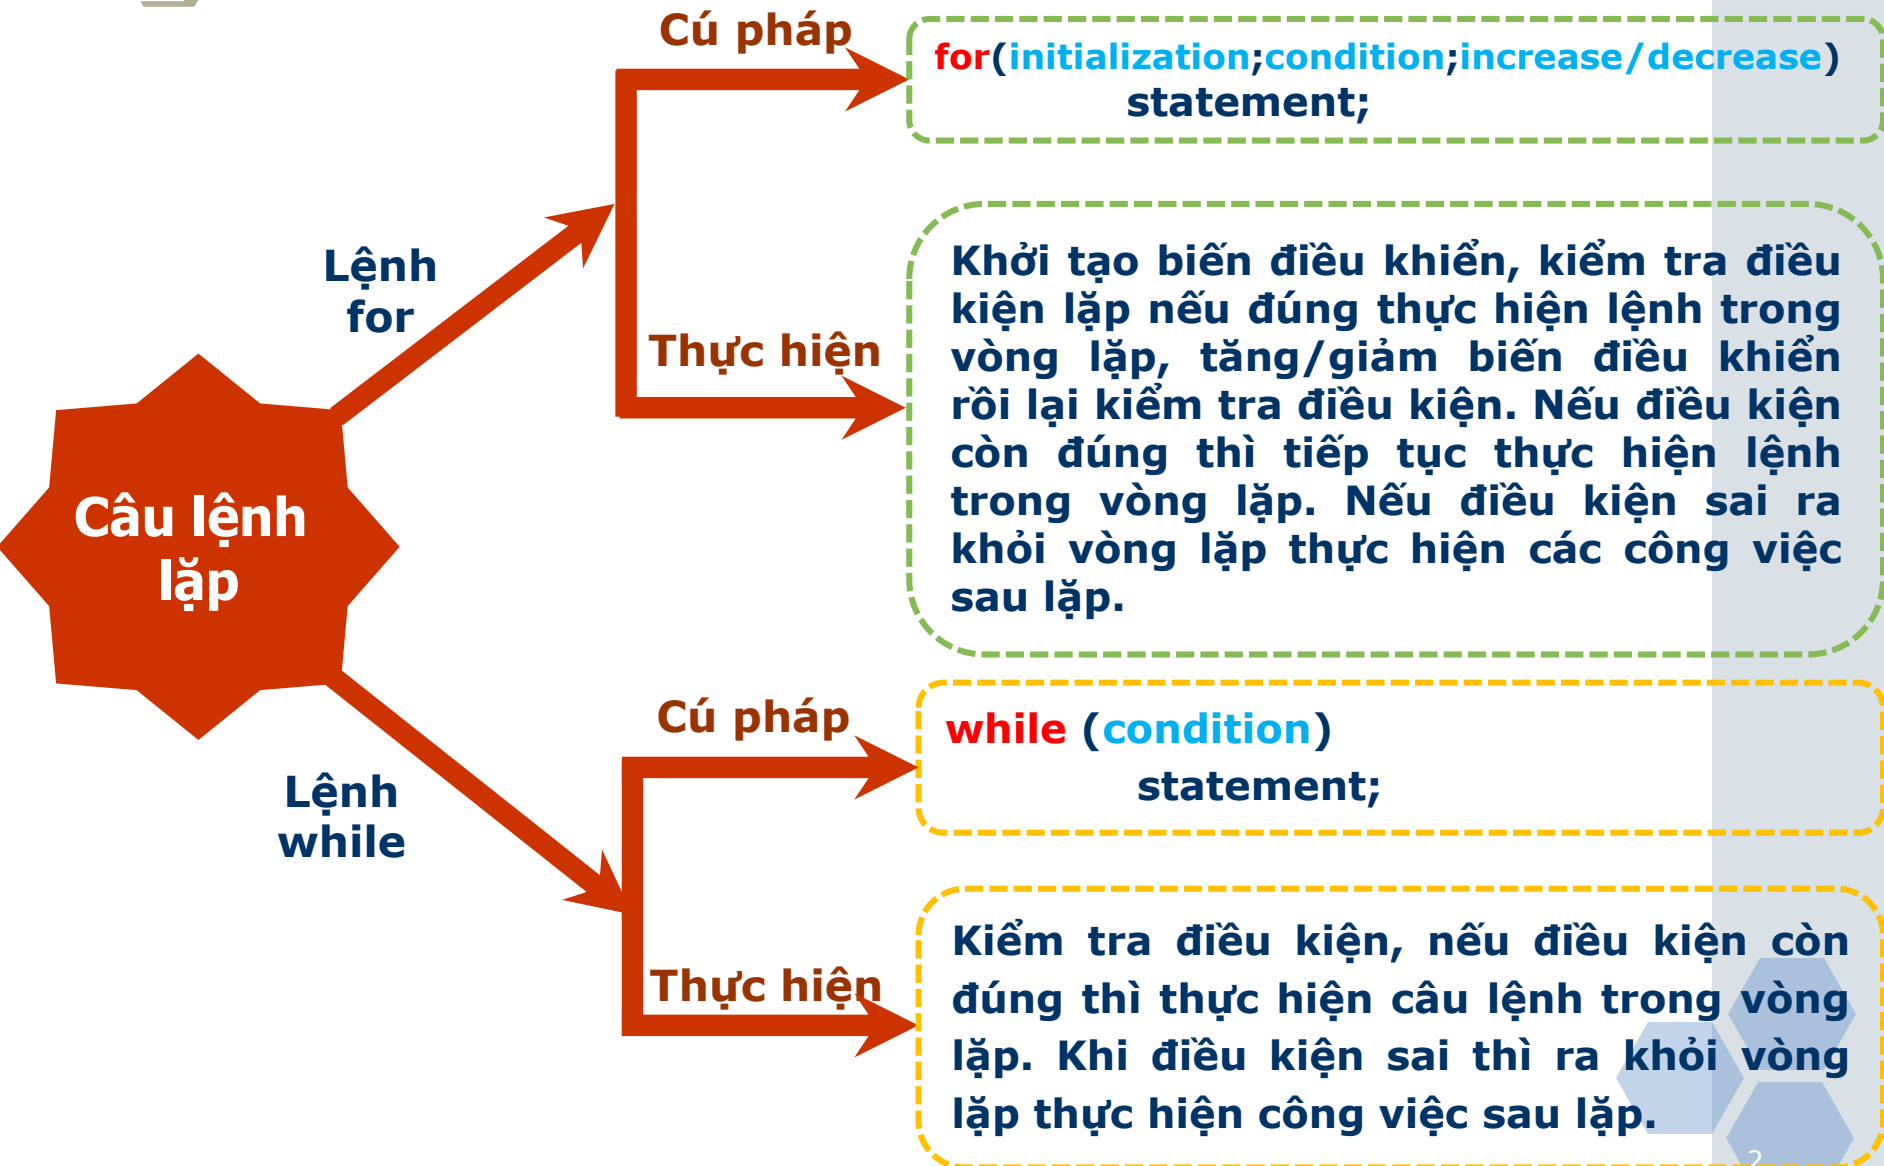 Cú pháp
for(initialization;condition;increase/decrease)
statement;
Lệnh
for
Thực hiện
Khởi tạo biến điều khiển, kiểm tra điều
kiện lặp nếu đúng thực hiện lệnh trong
vòng lặp, tăng/giảm biến điều khiển
rồi lại kiểm tra điều kiện. Nếu điều kiện
còn đúng thì tiếp tục thực hiện lệnh
trong vòng lặp. Nếu điều kiện sai ra
khỏi vòng lặp thực hiện các công việc
sau lặp.
Câu lệnh
lặp
Lệnh
while
Cú pháp
while (condition)
statement;
Thực hiện
Kiểm tra điều kiện, nếu điều kiện còn
đúng thì thực hiện câu lệnh trong vòng
lặp. Khi điều kiện sai thì ra khỏi vòng
lặp thực hiện công việc sau lặp.
2